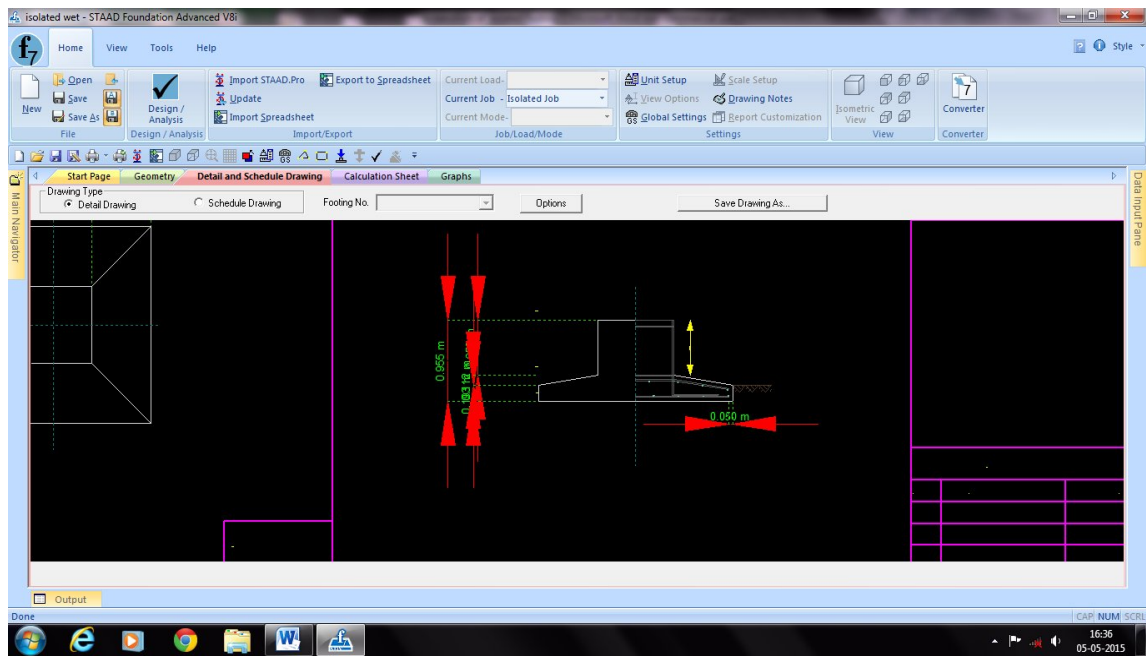 isolated wet - STAAD Foundation Advanced V8i
Home View Tools Help
Style
New
Open
Save
Save As
File
Design / Analysis
Design / Analysis
Import STAAD.Pro
Update
Import Spreadsheet
Export to Spreadsheet
Import/Export
Current Load-
Current Job - Isolated Job
Current Mode-
Job/Load/Mode
Unit Setup
View Options
Global Settings
Scale Setup
Drawing Notes
Report Customization
Settings
Isometric View
View
Converter
Converter
Start Page Geometry Detail and Schedule Drawing Calculation Sheet Graphs
Main Navigator
Data Input Pane
Drawing Type
Detail Drawing
Schedule Drawing
Footing No.
Options
Save Drawing As...
0.955 m
0.050 m
Output
Done
CAP NUM SCRL
16:36
05-05-2015